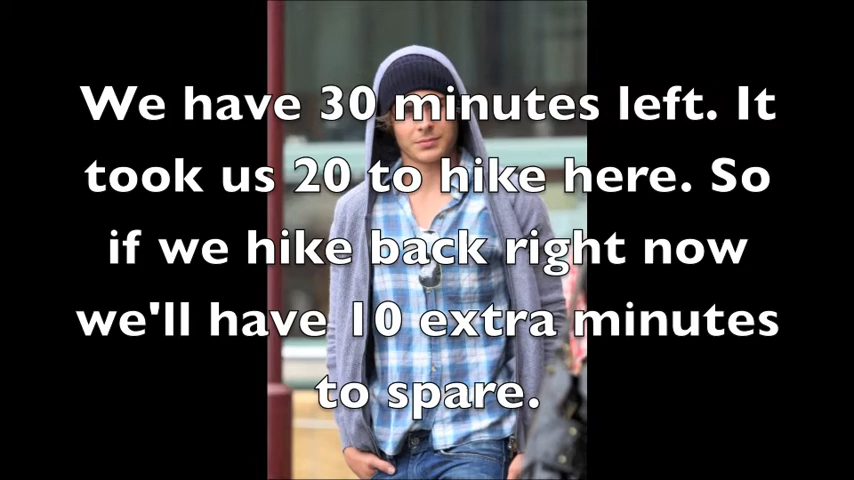 We have 30 minutes left. It
took us 20 to hike here. So
if we hike back right now
we'll have 10 extra minutes
to spare.